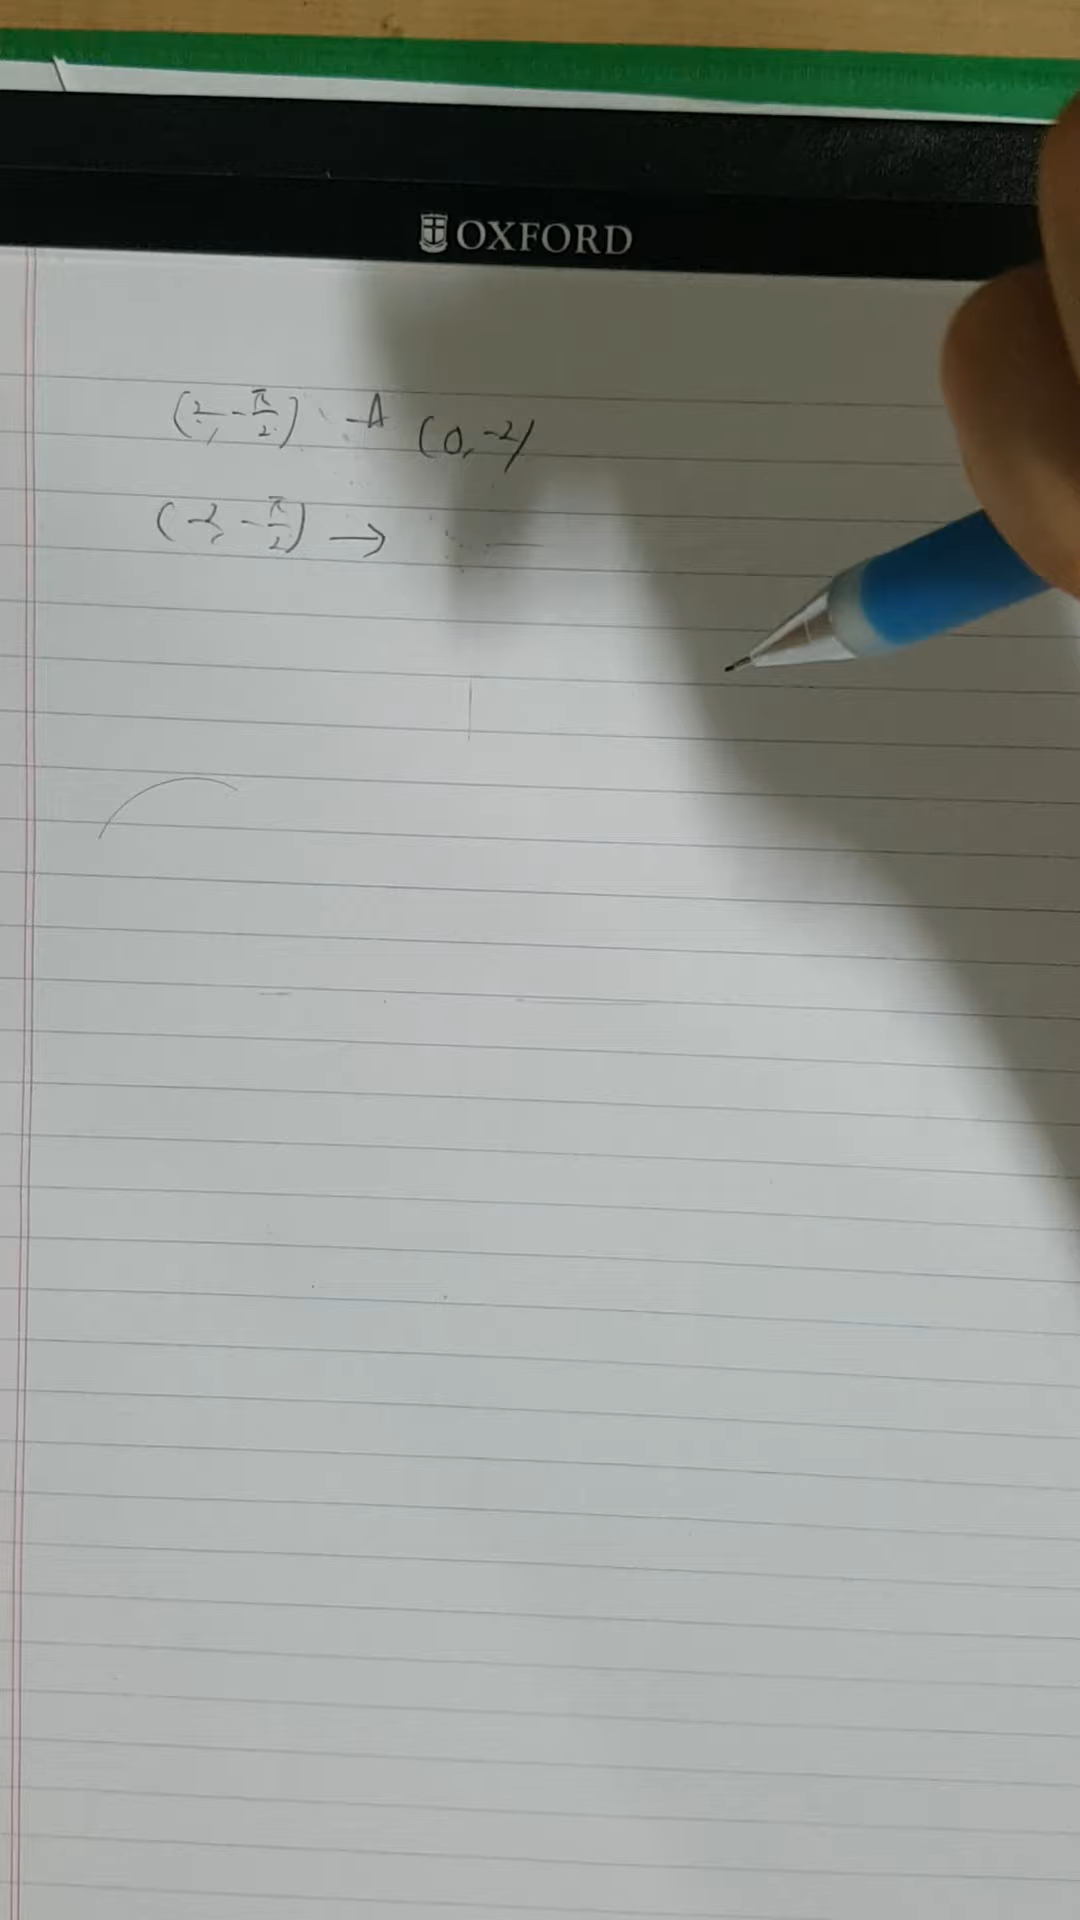 OXFORD
(2, -π/2) → (0, -2)
(-2, -π/2) →